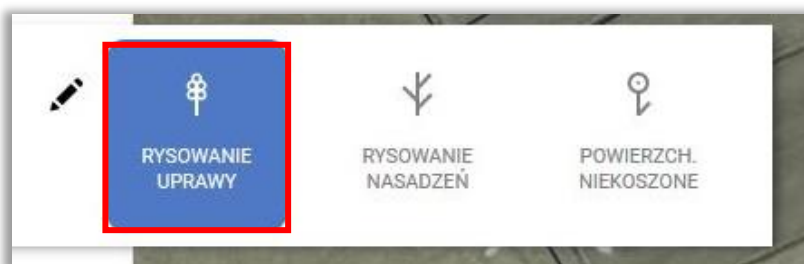 RYSOWANIE
UPRAWY
RYSOWANIE
NASADZEŃ
POWIERZCH.
NIEKOSZONE